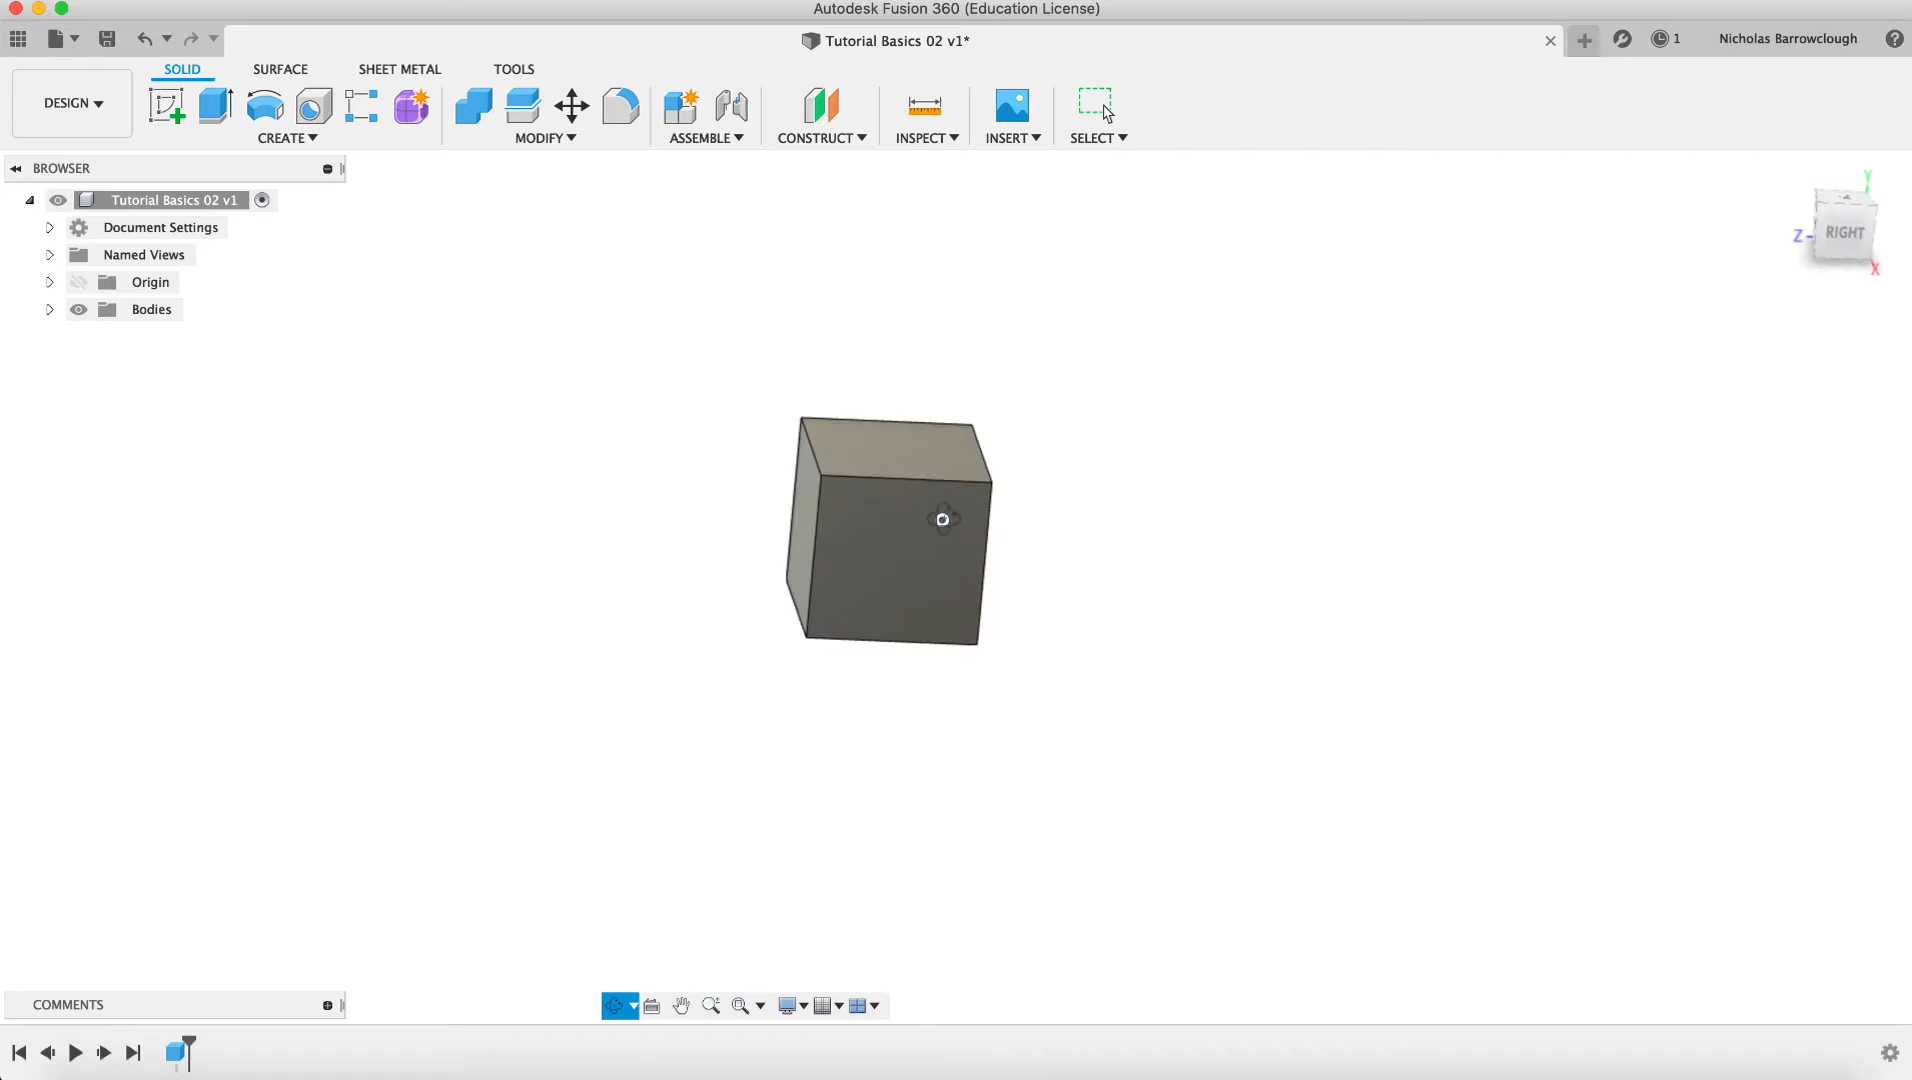 Autodesk Fusion 360 (Education License)
Tutorial Basics 02 v1*
1
Nicholas Barrowclough
DESIGN
SOLID
SURFACE
SHEET METAL
TOOLS
CREATE
MODIFY
ASSEMBLE
CONSTRUCT
INSPECT
INSERT
SELECT
BROWSER
Tutorial Basics 02 v1
Document Settings
Named Views
Origin
Bodies
Y
Z
RIGHT
X
COMMENTS